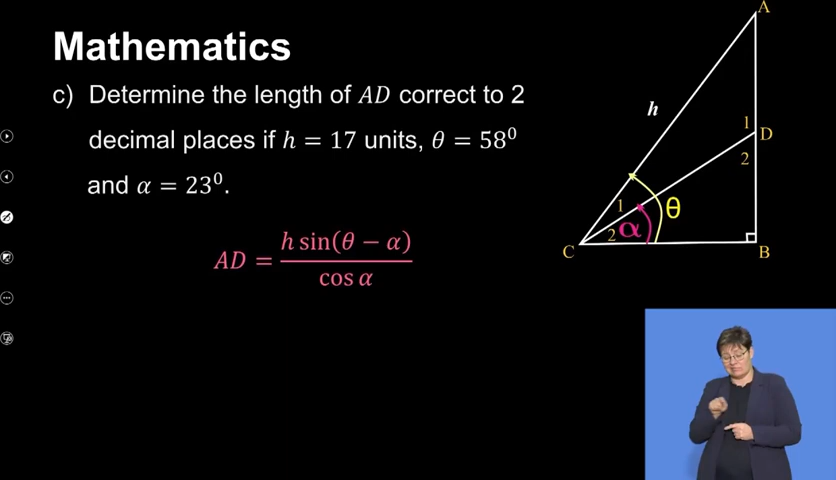 Mathematics
c) Determine the length of AD correct to 2
decimal places if h = 17 units, θ = 58⁰
and α = 23⁰.
AD = h sin(θ − α) / cos α
A
h
1
D
2
1
θ
2
α
C
B